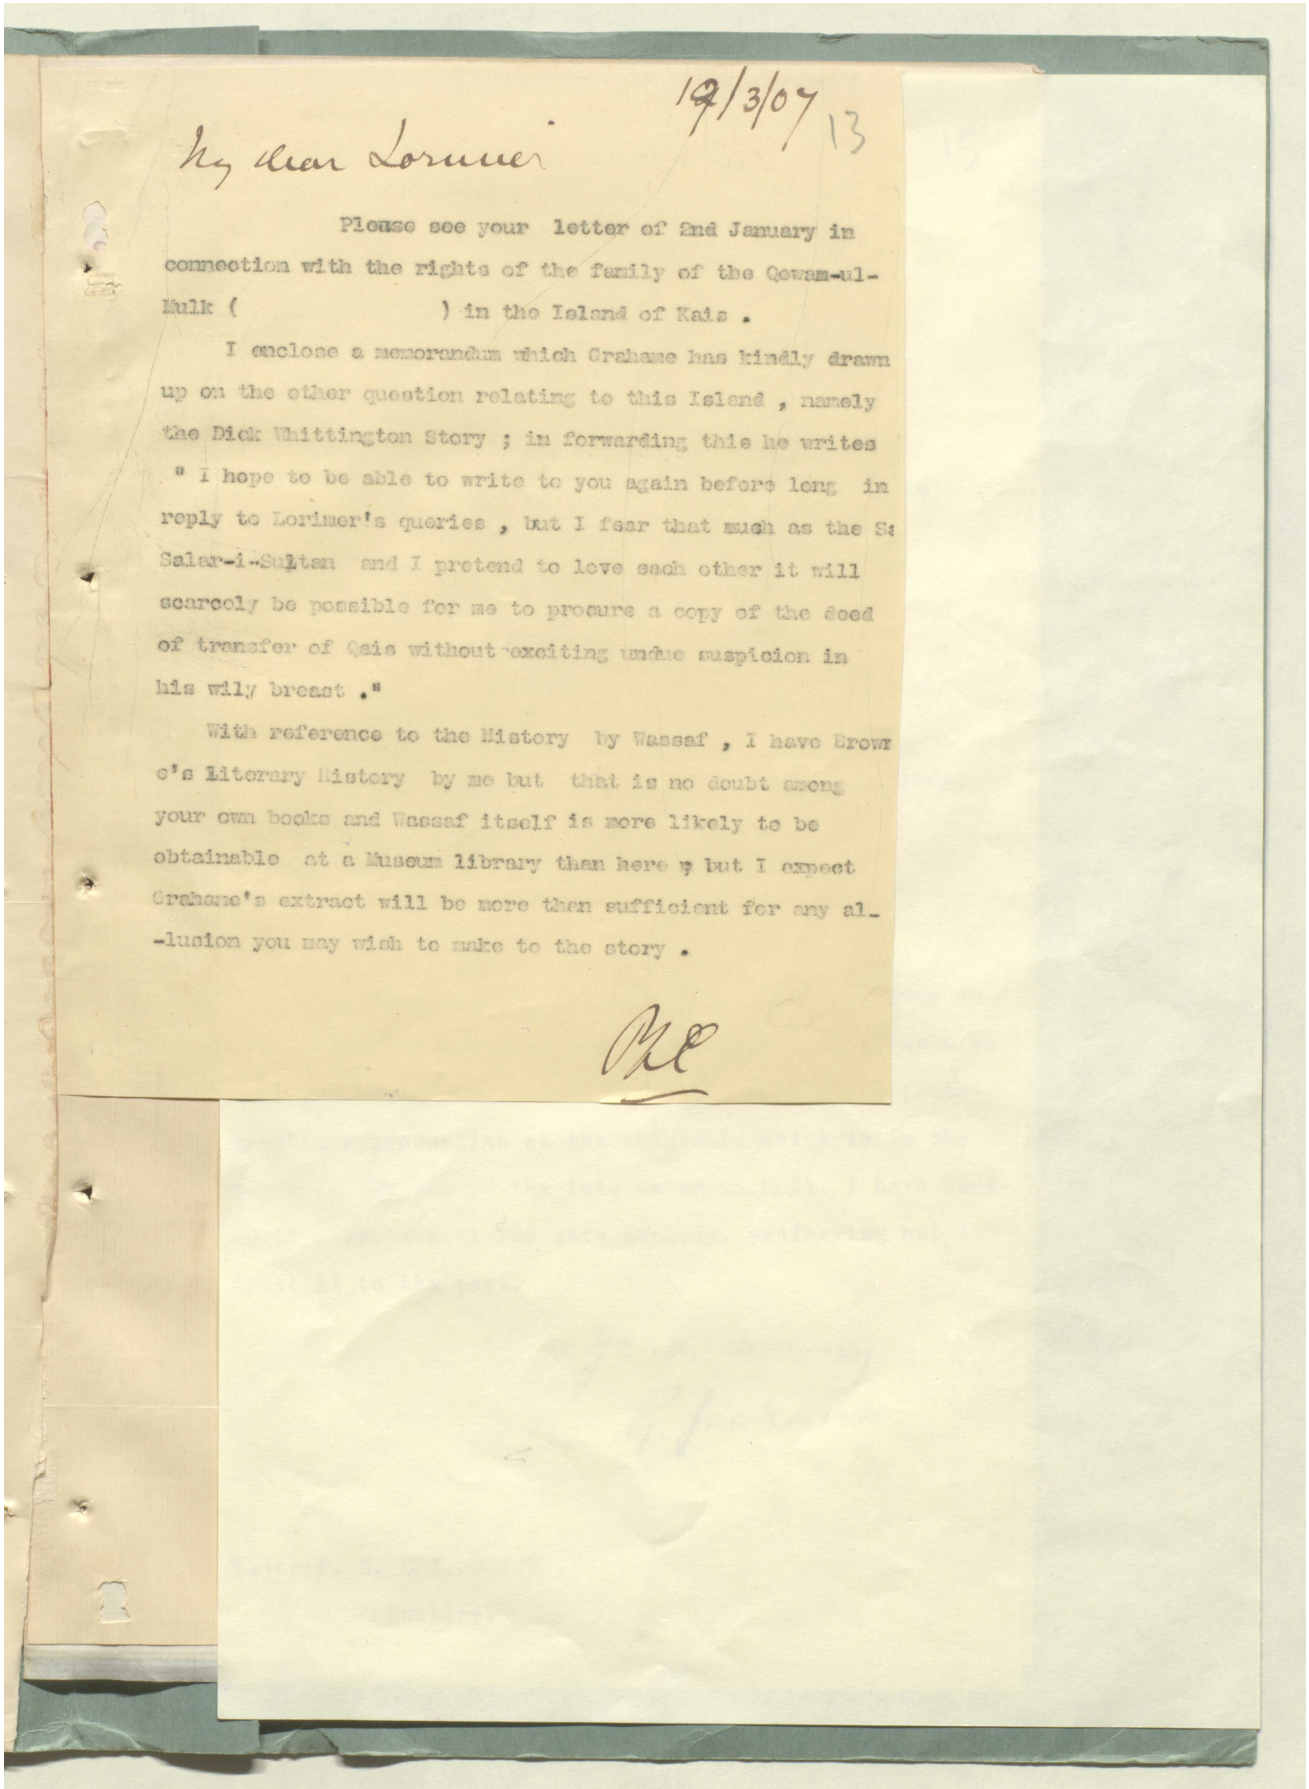 19/3/07
13
My dear Lorimer
Please see your letter of 2nd January in
connection with the rights of the family of the Qowam-ul-
Mulk ( ) in the Island of Kais .
I enclose a memorandum which Grahame has kindly drawn
up on the other question relating to this Island , namely
the Dick Whittington Story ; in forwarding this he writes
" I hope to be able to write to you again before long in
reply to Lorimer's queries , but I fear that much as the Sa
Salar-i-Sultan and I pretend to love each other it will
scarcely be possible for me to procure a copy of the deed
of transfer of Qais without exciting undue suspicion in
his wily breast ."
With reference to the History by Wassaf , I have Brown
e's Literary History by me but that is no doubt among
your own books and Wassaf itself is more likely to be
obtainable at a Museum library than here ; but I expect
Grahame's extract will be more than sufficient for any al-
-lusion you may wish to make to the story .
PZC